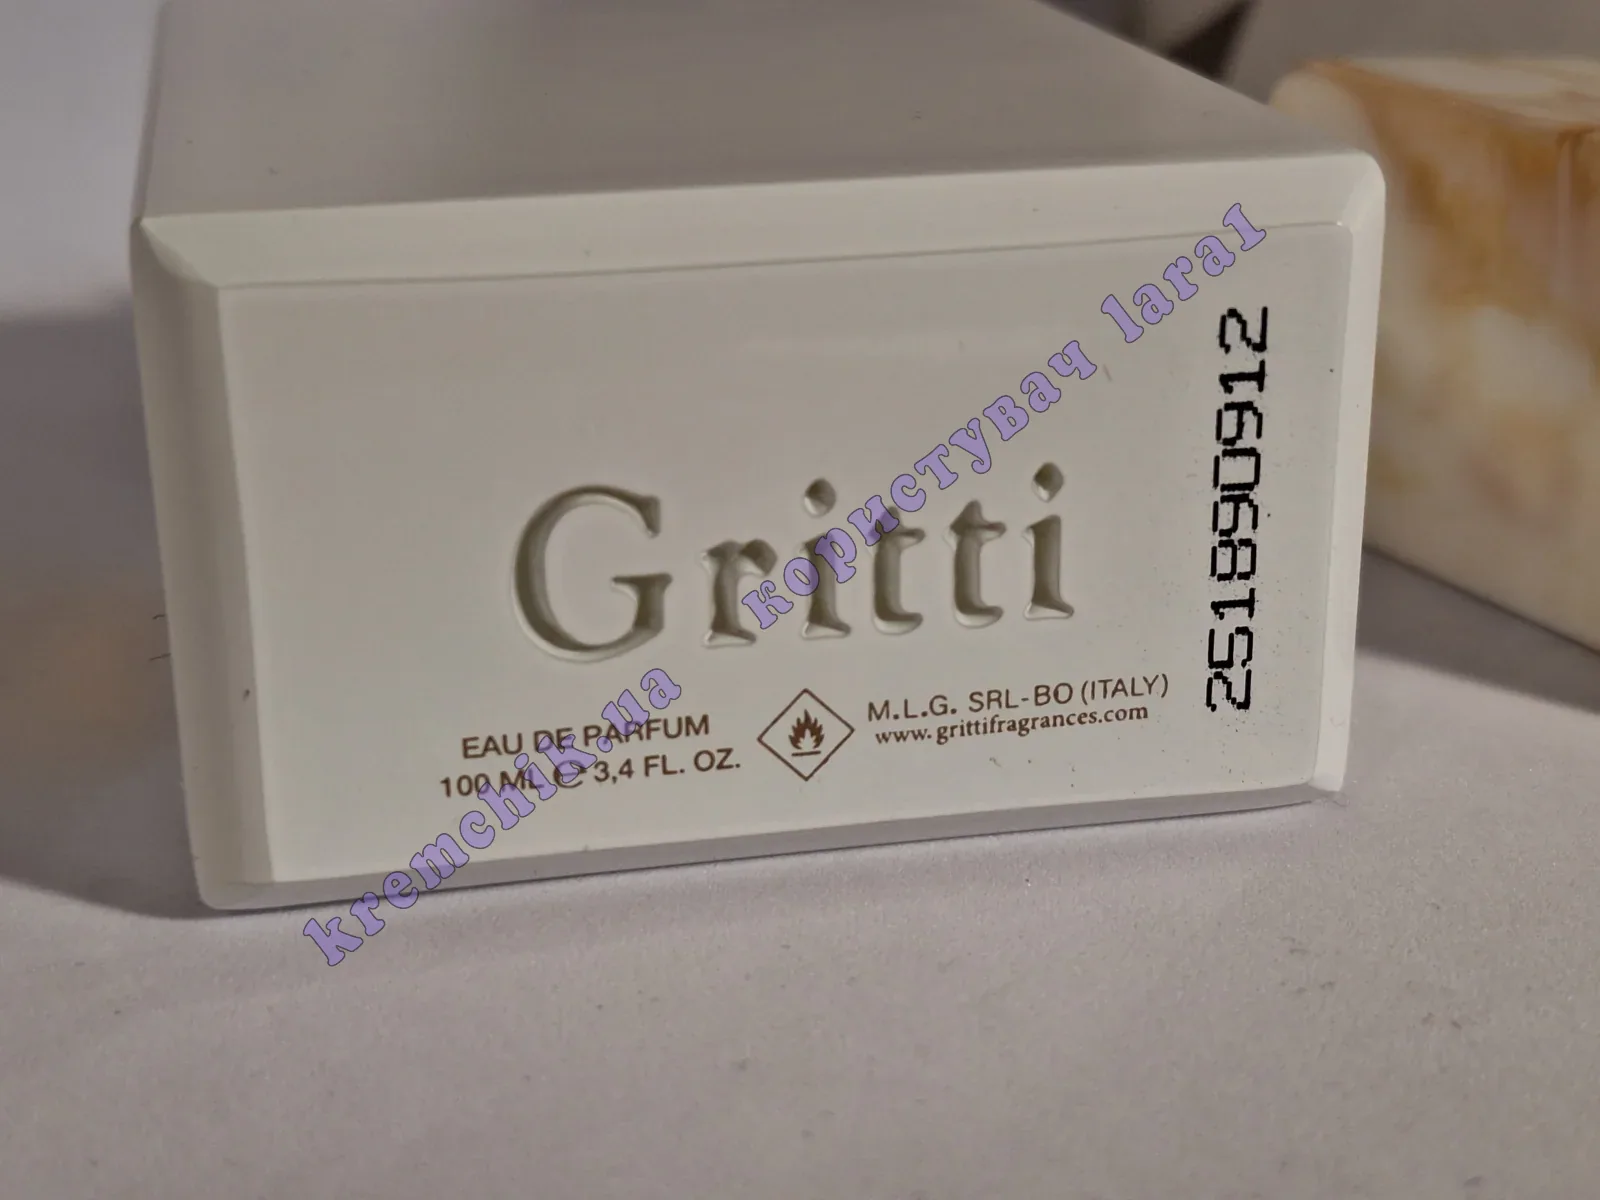 Gritti
EAU DE PARFUM
100 ML ℮ 3,4 FL. OZ.
M.L.G. SRL-BO (ITALY)
www.grittifragrances.com
251890912
kremchik.ua користувач lara1